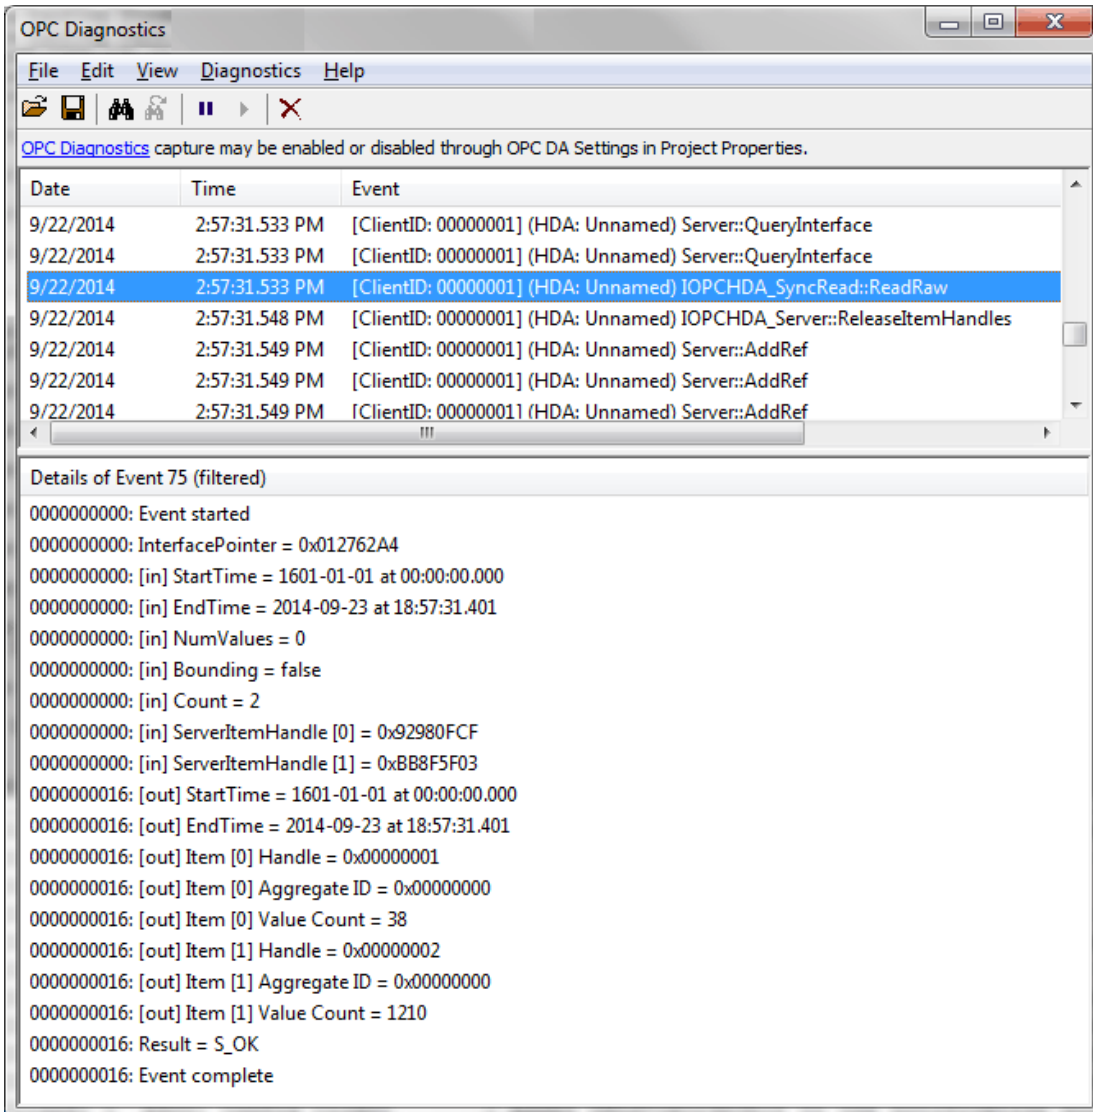 OPC Diagnostics
File Edit View Diagnostics Help
OPC Diagnostics capture may be enabled or disabled through OPC DA Settings in Project Properties.
Date Time Event
9/22/2014 2:57:31.533 PM [ClientID: 00000001] (HDA: Unnamed) Server::QueryInterface
9/22/2014 2:57:31.533 PM [ClientID: 00000001] (HDA: Unnamed) Server::QueryInterface
9/22/2014 2:57:31.533 PM [ClientID: 00000001] (HDA: Unnamed) IOPCHDA_SyncRead::ReadRaw
9/22/2014 2:57:31.548 PM [ClientID: 00000001] (HDA: Unnamed) IOPCHDA_Server::ReleaseItemHandles
9/22/2014 2:57:31.549 PM [ClientID: 00000001] (HDA: Unnamed) Server::AddRef
9/22/2014 2:57:31.549 PM [ClientID: 00000001] (HDA: Unnamed) Server::AddRef
9/22/2014 2:57:31.549 PM [ClientID: 00000001] (HDA: Unnamed) Server::AddRef
Details of Event 75 (filtered)
0000000000: Event started
0000000000: InterfacePointer = 0x012762A4
0000000000: [in] StartTime = 1601-01-01 at 00:00:00.000
0000000000: [in] EndTime = 2014-09-23 at 18:57:31.401
0000000000: [in] NumValues = 0
0000000000: [in] Bounding = false
0000000000: [in] Count = 2
0000000000: [in] ServerItemHandle [0] = 0x92980FCF
0000000000: [in] ServerItemHandle [1] = 0xBB8F5F03
0000000016: [out] StartTime = 1601-01-01 at 00:00:00.000
0000000016: [out] EndTime = 2014-09-23 at 18:57:31.401
0000000016: [out] Item [0] Handle = 0x00000001
0000000016: [out] Item [0] Aggregate ID = 0x00000000
0000000016: [out] Item [0] Value Count = 38
0000000016: [out] Item [1] Handle = 0x00000002
0000000016: [out] Item [1] Aggregate ID = 0x00000000
0000000016: [out] Item [1] Value Count = 1210
0000000016: Result = S_OK
0000000016: Event complete